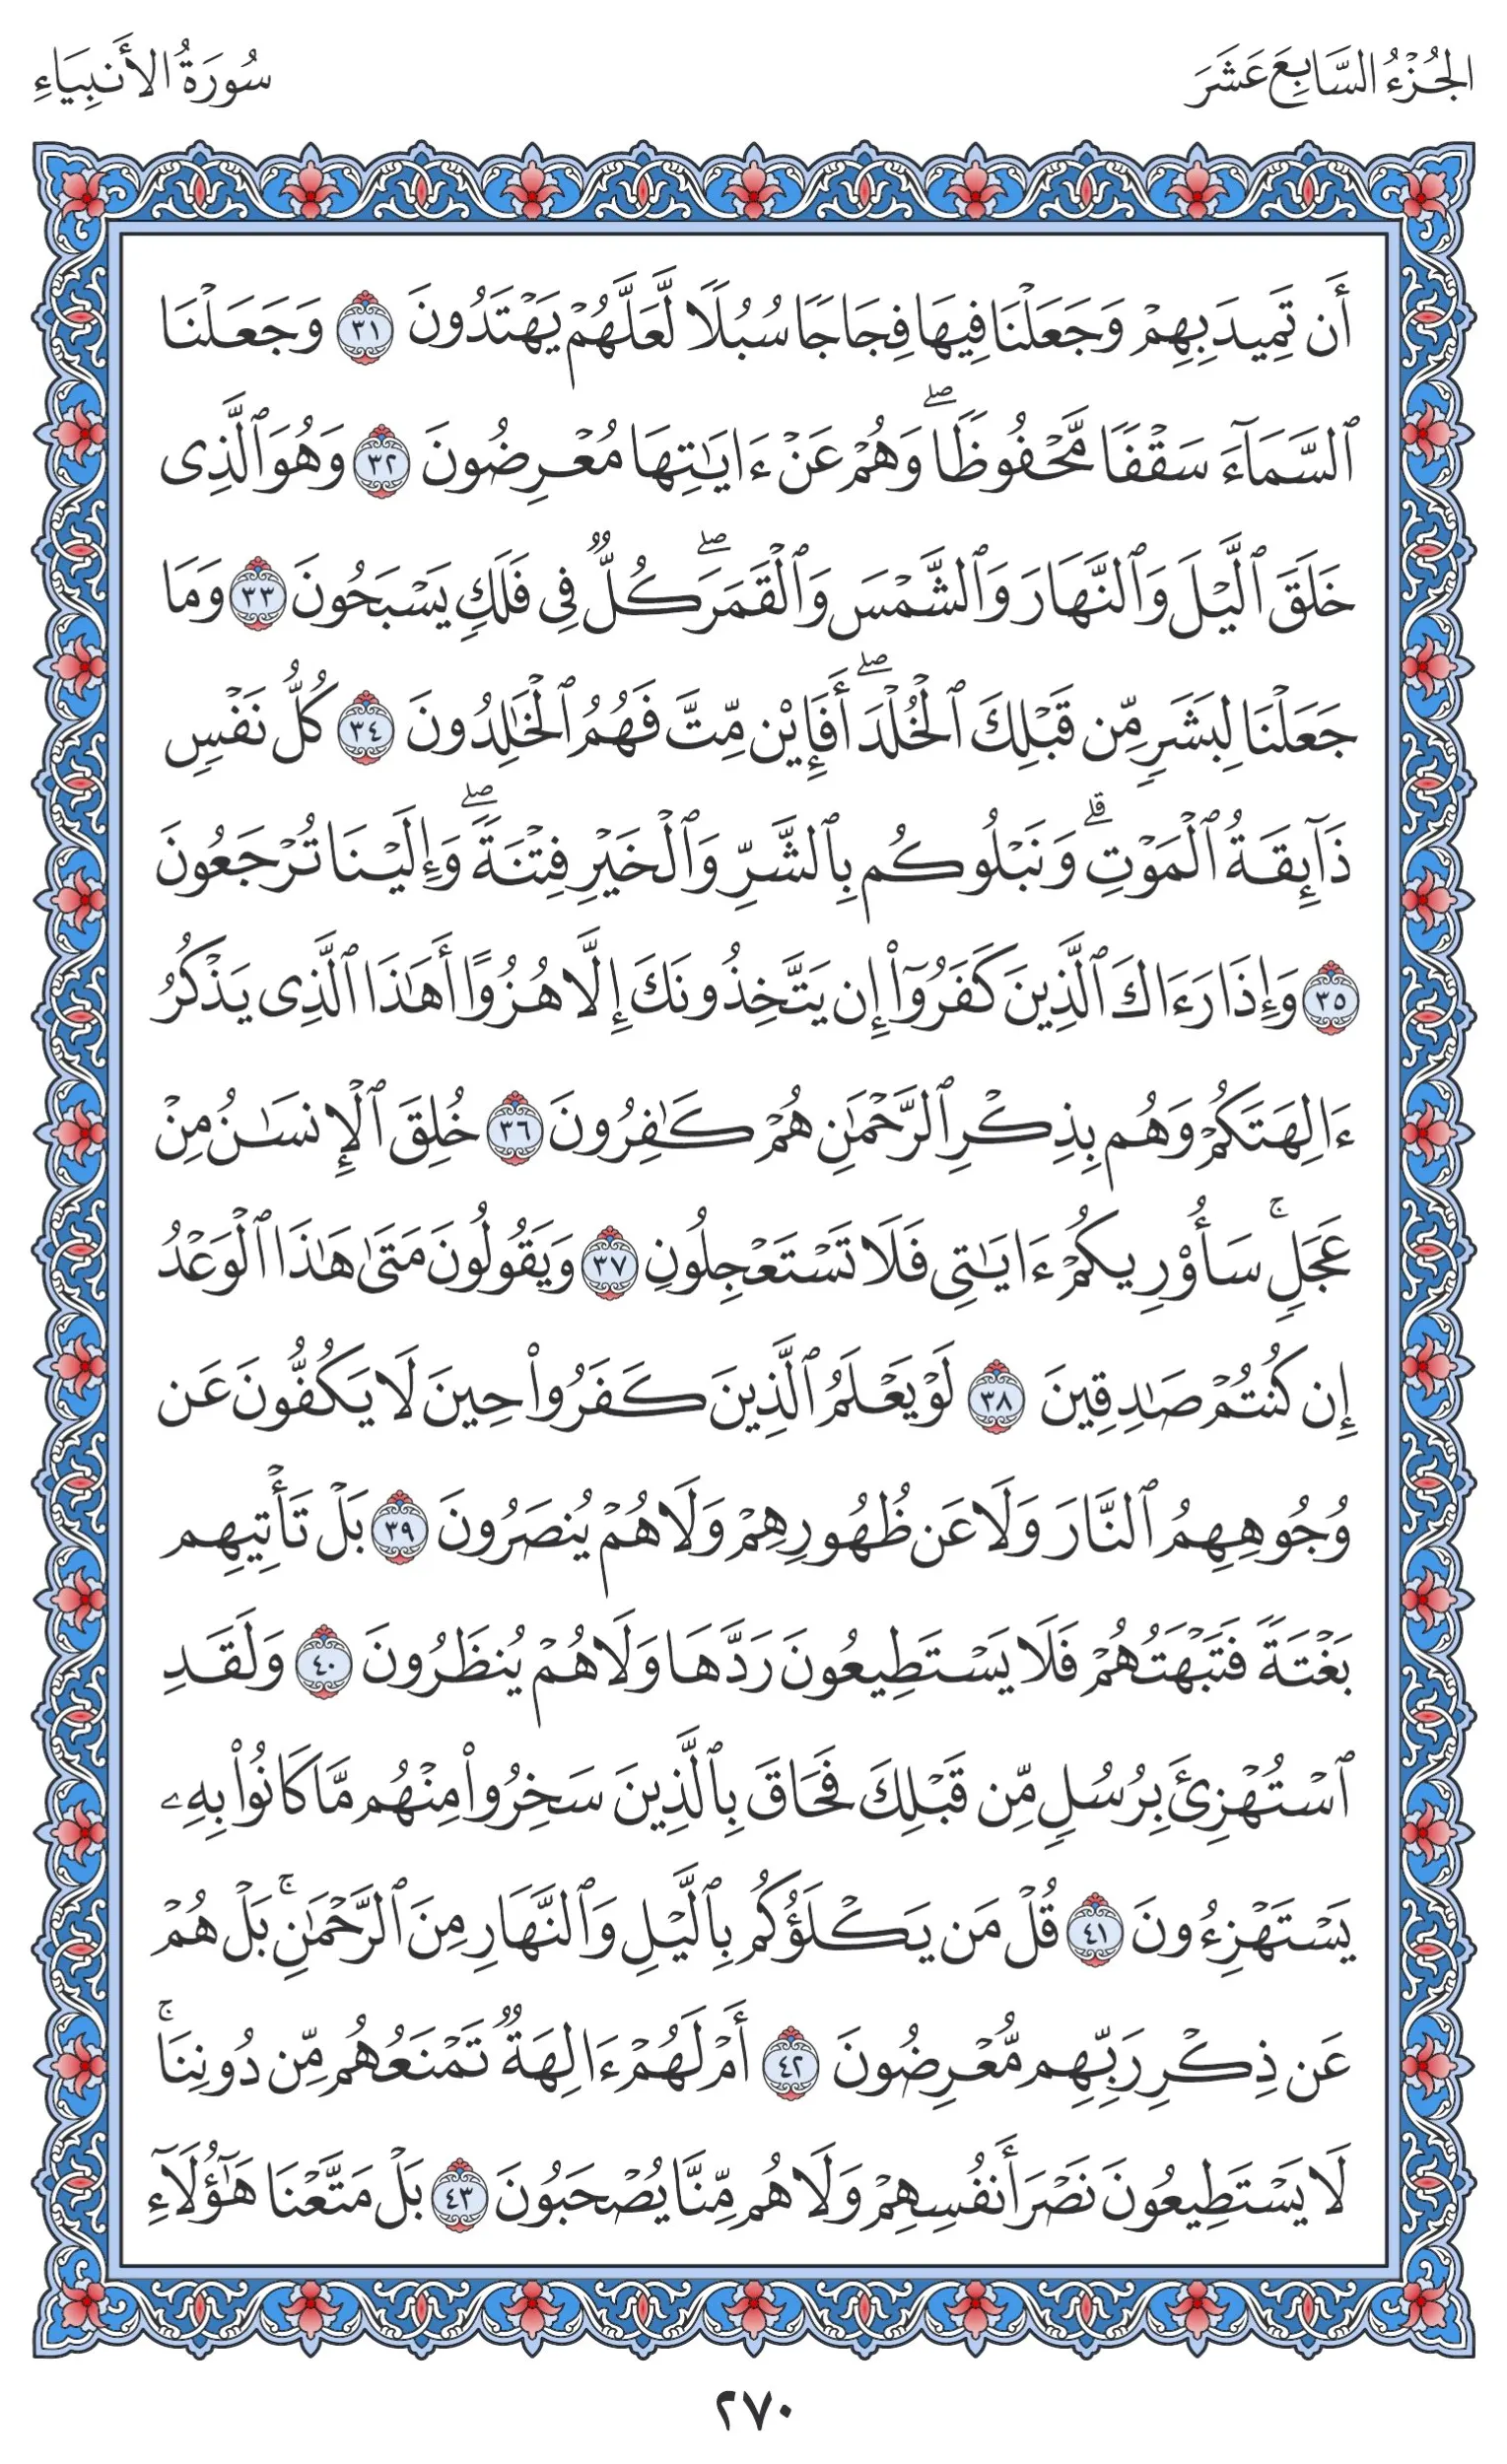 الجُزْءُ السَّابِعَ عَشَرَ
سُورَةُ الأَنبِيَاءِ
أَن تَمِيدَ بِهِمْ وَجَعَلْنَا فِيهَا فِجَاجًا سُبُلًا لَّعَلَّهُمْ يَهْتَدُونَ ٣١ وَجَعَلْنَا
ٱلسَّمَآءَ سَقْفًا مَّحْفُوظًا ۖ وَهُمْ عَنْ ءَايَٰتِهَا مُعْرِضُونَ ٣٢ وَهُوَ ٱلَّذِى
خَلَقَ ٱلَّيْلَ وَٱلنَّهَارَ وَٱلشَّمْسَ وَٱلْقَمَرَ ۖ كُلٌّ فِى فَلَكٍ يَسْبَحُونَ ٣٣ وَمَا
جَعَلْنَا لِبَشَرٍ مِّن قَبْلِكَ ٱلْخُلْدَ ۖ أَفَإِي۟ن مِّتَّ فَهُمُ ٱلْخَٰلِدُونَ ٣٤ كُلُّ نَفْسٍ
ذَآئِقَةُ ٱلْمَوْتِ ۗ وَنَبْلُوكُم بِٱلشَّرِّ وَٱلْخَيْرِ فِتْنَةً ۖ وَإِلَيْنَا تُرْجَعُونَ
٣٥ وَإِذَا رَءَاكَ ٱلَّذِينَ كَفَرُوٓا۟ إِن يَتَّخِذُونَكَ إِلَّا هُزُوًا أَهَٰذَا ٱلَّذِى يَذْكُرُ
ءَالِهَتَكُمْ وَهُم بِذِكْرِ ٱلرَّحْمَٰنِ هُمْ كَٰفِرُونَ ٣٦ خُلِقَ ٱلْإِنسَٰنُ مِنْ
عَجَلٍ ۚ سَأُو۟رِيكُمْ ءَايَٰتِى فَلَا تَسْتَعْجِلُونِ ٣٧ وَيَقُولُونَ مَتَىٰ هَٰذَا ٱلْوَعْدُ
إِن كُنتُمْ صَٰدِقِينَ ٣٨ لَوْ يَعْلَمُ ٱلَّذِينَ كَفَرُوا۟ حِينَ لَا يَكُفُّونَ عَن
وُجُوهِهِمُ ٱلنَّارَ وَلَا عَن ظُهُورِهِمْ وَلَا هُمْ يُنصَرُونَ ٣٩ بَلْ تَأْتِيهِم
بَغْتَةً فَتَبْهَتُهُمْ فَلَا يَسْتَطِيعُونَ رَدَّهَا وَلَا هُمْ يُنظَرُونَ ٤٠ وَلَقَدِ
ٱسْتُهْزِئَ بِرُسُلٍ مِّن قَبْلِكَ فَحَاقَ بِٱلَّذِينَ سَخِرُوا۟ مِنْهُم مَّا كَانُوا۟ بِهِۦ
يَسْتَهْزِءُونَ ٤١ قُلْ مَن يَكْلَؤُكُم بِٱلَّيْلِ وَٱلنَّهَارِ مِنَ ٱلرَّحْمَٰنِ ۚ بَلْ هُمْ
عَن ذِكْرِ رَبِّهِم مُّعْرِضُونَ ٤٢ أَمْ لَهُمْ ءَالِهَةٌ تَمْنَعُهُم مِّن دُونِنَا ۚ
لَا يَسْتَطِيعُونَ نَصْرَ أَنفُسِهِمْ وَلَا هُم مِّنَّا يُصْحَبُونَ ٤٣ بَلْ مَتَّعْنَا هَٰٓؤُلَآءِ
٢٧٠